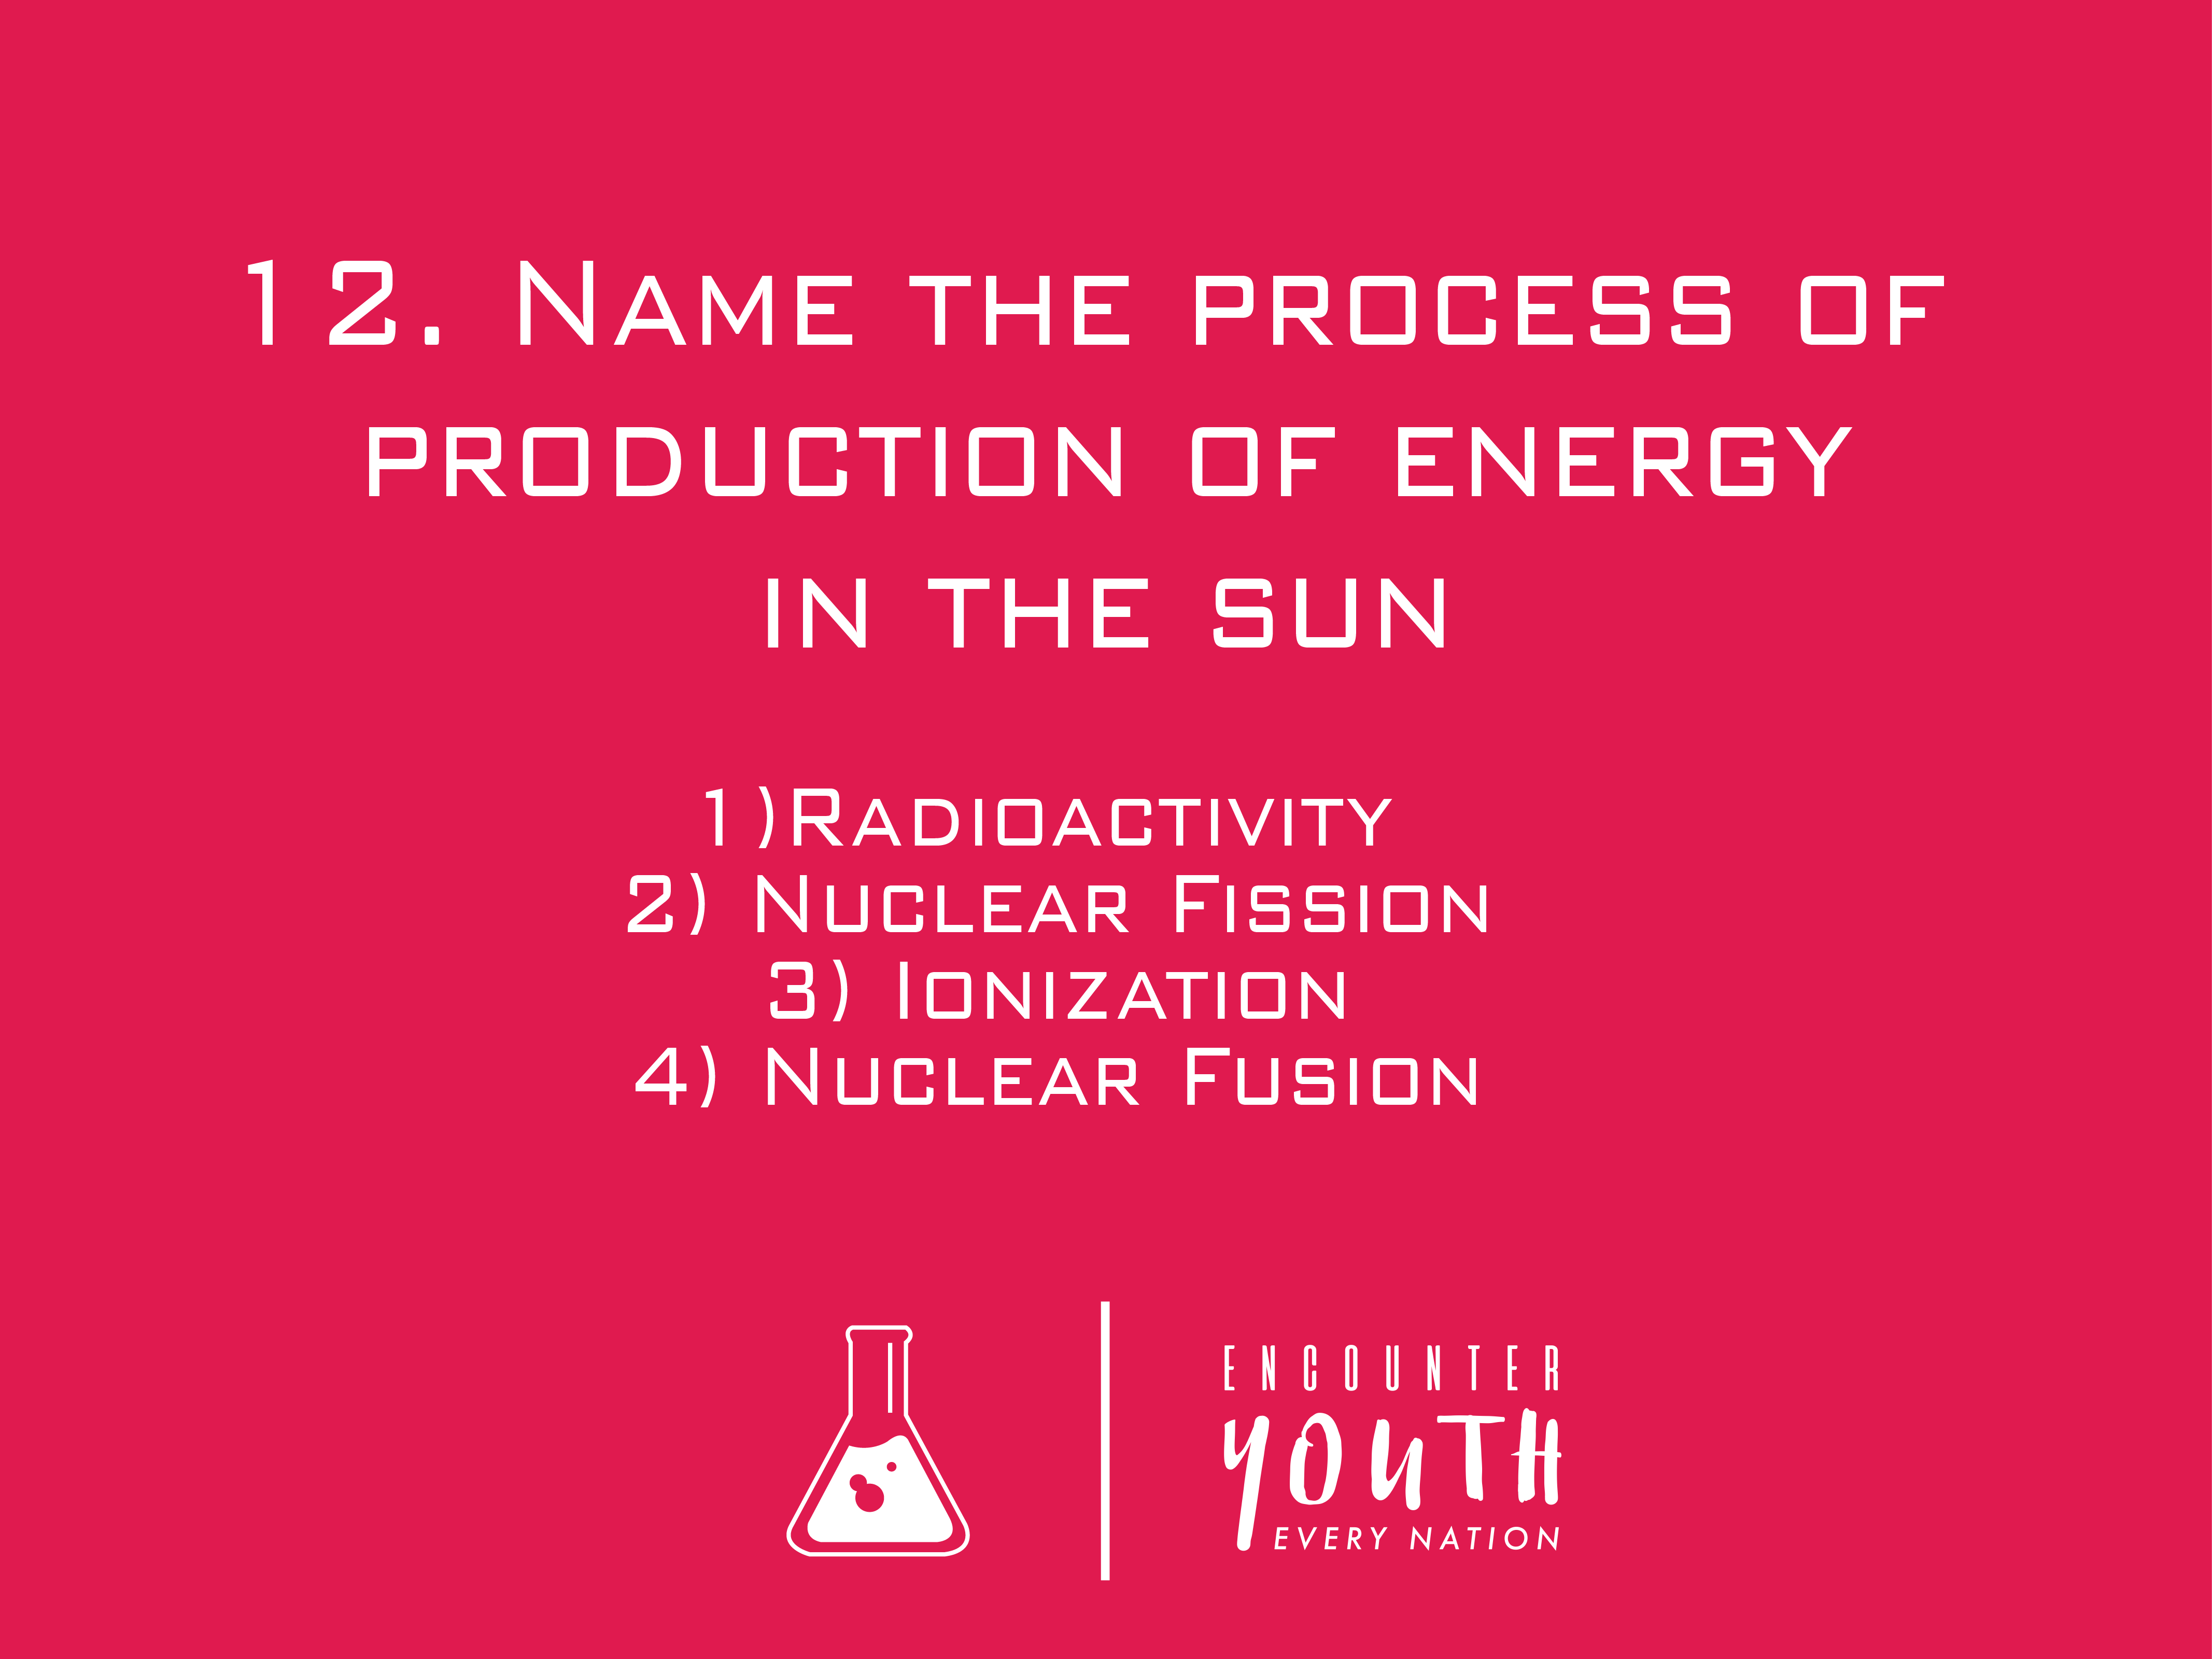 12. Name the process of
production of energy
in the Sun
1)Radioactivity
2) Nuclear Fission
3) Ionization
4) Nuclear Fusion
ENCOUNTER
YOUTH
EVERY NATION